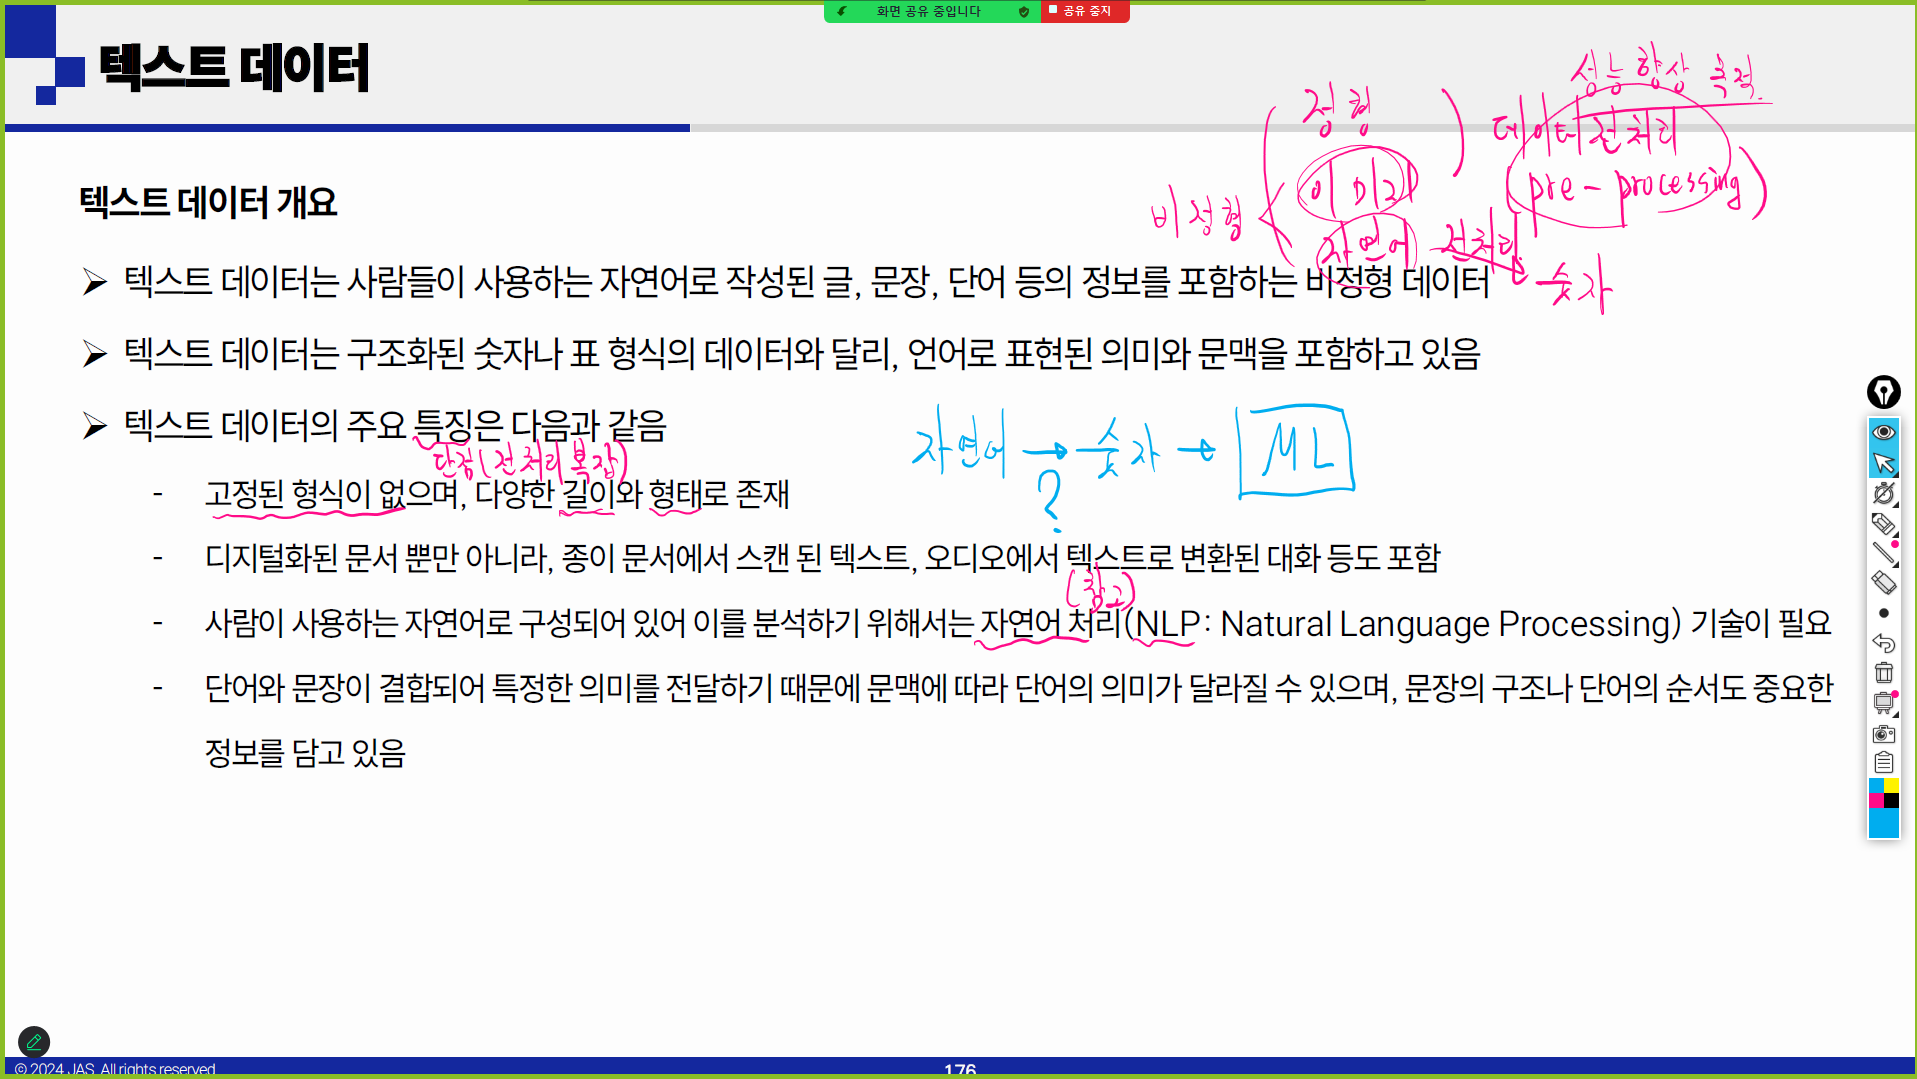 화면 공유 중입니다
공유 중지
텍스트 데이터
성능 향상 목적
정형
데이터 전처리
이미지
(pre-processing)
비정형
자연어
전처리
숫자
텍스트 데이터 개요
텍스트 데이터는 사람들이 사용하는 자연어로 작성된 글, 문장, 단어 등의 정보를 포함하는 비정형 데이터
텍스트 데이터는 구조화된 숫자나 표 형식의 데이터와 달리, 언어로 표현된 의미와 문맥을 포함하고 있음
텍스트 데이터의 주요 특징은 다음과 같음
자연어 → 숫자 → ML
?
단점(전처리 복잡)
- 고정된 형식이 없으며, 다양한 길이와 형태로 존재
- 디지털화된 문서 뿐만 아니라, 종이 문서에서 스캔 된 텍스트, 오디오에서 텍스트로 변환된 대화 등도 포함
(참고)
- 사람이 사용하는 자연어로 구성되어 있어 이를 분석하기 위해서는 자연어 처리(NLP: Natural Language Processing) 기술이 필요
- 단어와 문장이 결합되어 특정한 의미를 전달하기 때문에 문맥에 따라 단어의 의미가 달라질 수 있으며, 문장의 구조나 단어의 순서도 중요한
정보를 담고 있음
© 2024 JAS. All rights reserved
176